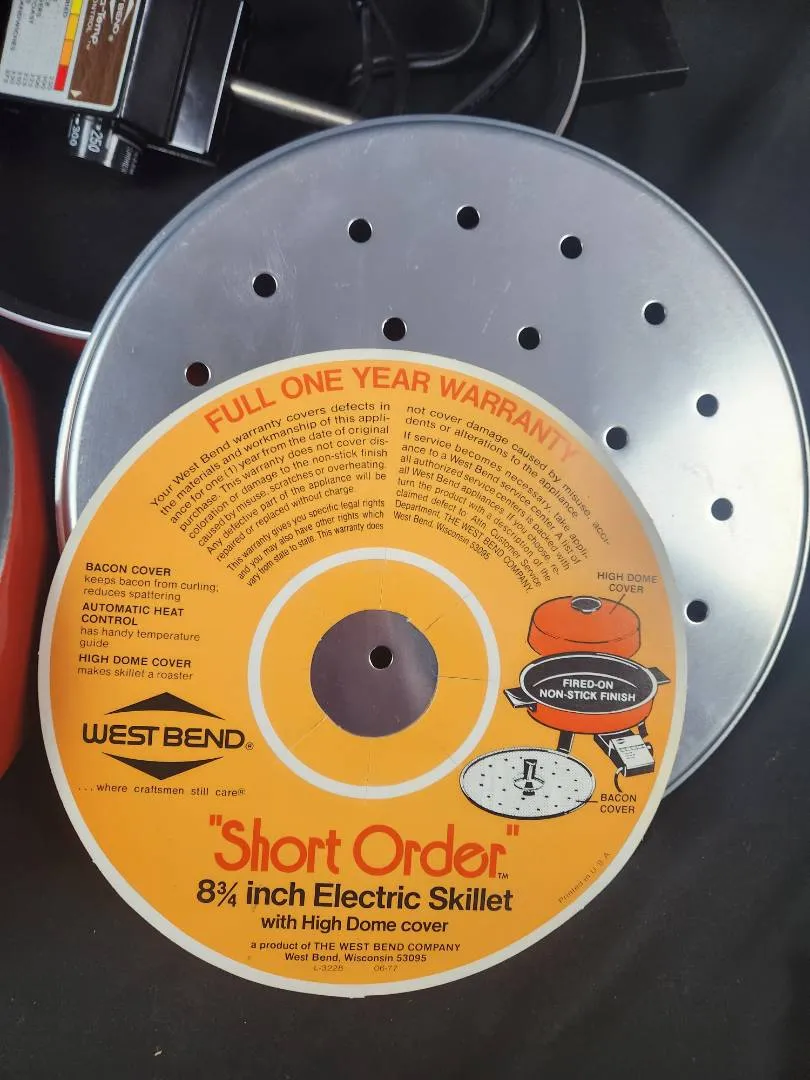 WEST BEND®
300 250
FULL ONE YEAR WARRANTY
Your West Bend warranty covers defects in
the materials and workmanship of this appli-
ance for one (1) year from the date of original
purchase. This warranty does not cover dis-
coloration or damage to the non-stick finish
caused by misuse, scratches or overheating.
Any defective part of the appliance will be
repaired or replaced without charge.
This warranty gives you specific legal rights
and you may also have other rights which
vary from state to state. This warranty does
not cover damage caused by misuse, acci-
dents or alterations to the appliance.
If service becomes necessary, take appli-
ance to a West Bend service center. A list of
all authorized service centers is packed with
all West Bend appliances. If you choose, re-
turn the product with a description of the
claimed defect to Attn: Customer Service
Department, THE WEST BEND COMPANY,
West Bend, Wisconsin 53095.
BACON COVER
keeps bacon from curling;
reduces spattering
AUTOMATIC HEAT
CONTROL
has handy temperature
guide
HIGH DOME COVER
makes skillet a roaster
WEST BEND®
. . . where craftsmen still care®
HIGH DOME
COVER
FIRED-ON
NON-STICK FINISH
BACON
COVER
"Short Order"™
8¾ inch Electric Skillet
with High Dome cover
a product of THE WEST BEND COMPANY
West Bend, Wisconsin 53095
L-3228 06-77
Printed in U S A